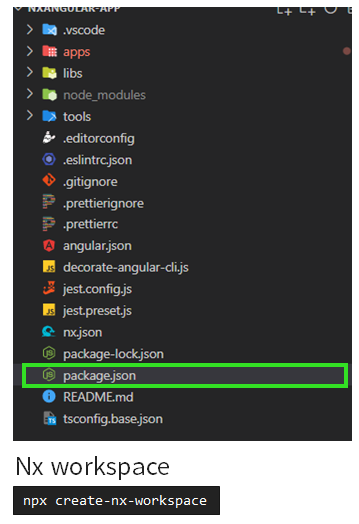 NXANGULAR-APP
.vscode
apps
libs
node_modules
tools
.editorconfig
.eslintrc.json
.gitignore
.prettierignore
.prettierrc
angular.json
decorate-angular-cli.js
jest.config.js
jest.preset.js
nx.json
package-lock.json
package.json
README.md
tsconfig.base.json
Nx workspace
npx create-nx-workspace